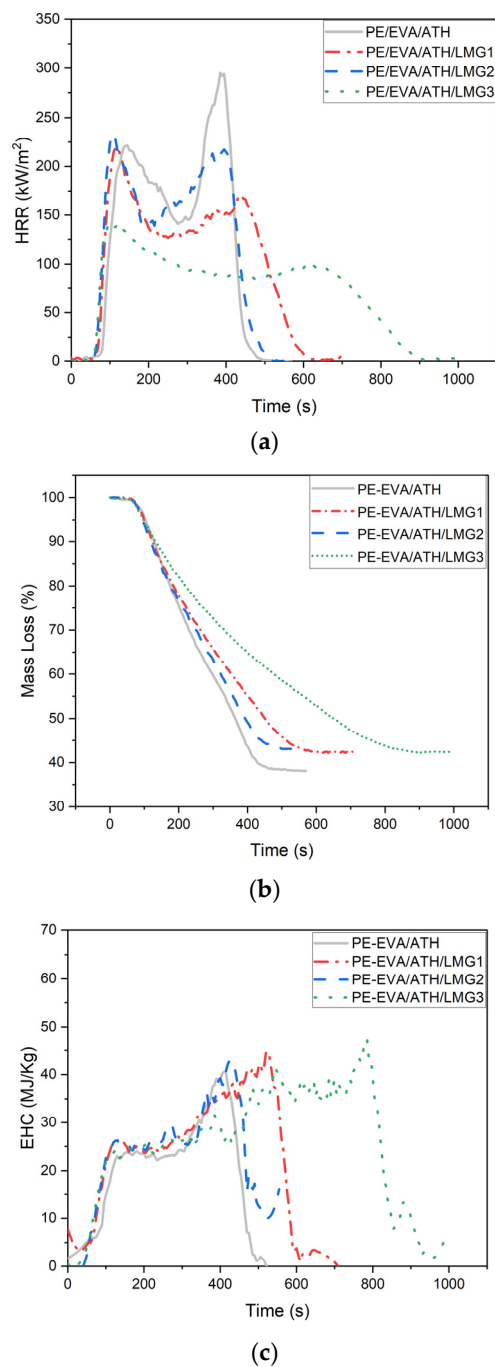 PE/EVA/ATH
PE/EVA/ATH/LMG1
PE/EVA/ATH/LMG2
PE/EVA/ATH/LMG3
HRR (kW/m²)
350
300
250
200
150
100
50
0
0 200 400 600 800 1000
Time (s)
(a)
PE-EVA/ATH
PE-EVA/ATH/LMG1
PE-EVA/ATH/LMG2
PE-EVA/ATH/LMG3
Mass Loss (%)
100
90
80
70
60
50
40
30
0 200 400 600 800 1000
Time (s)
(b)
PE-EVA/ATH
PE-EVA/ATH/LMG1
PE-EVA/ATH/LMG2
PE-EVA/ATH/LMG3
EHC (MJ/Kg)
70
60
50
40
30
20
10
0
0 200 400 600 800 1000
Time (s)
(c)